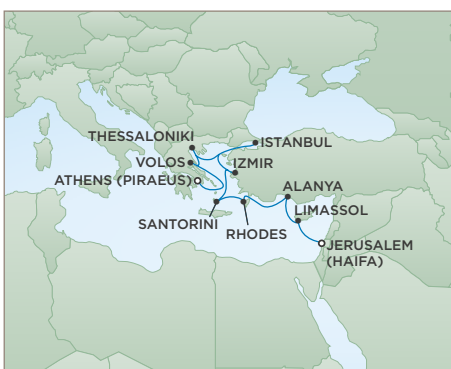 THESSALONIKI
ISTANBUL
VOLOS
IZMIR
ATHENS (PIRAEUS)
ALANYA
LIMASSOL
SANTORINI
RHODES
JERUSALEM
(HAIFA)